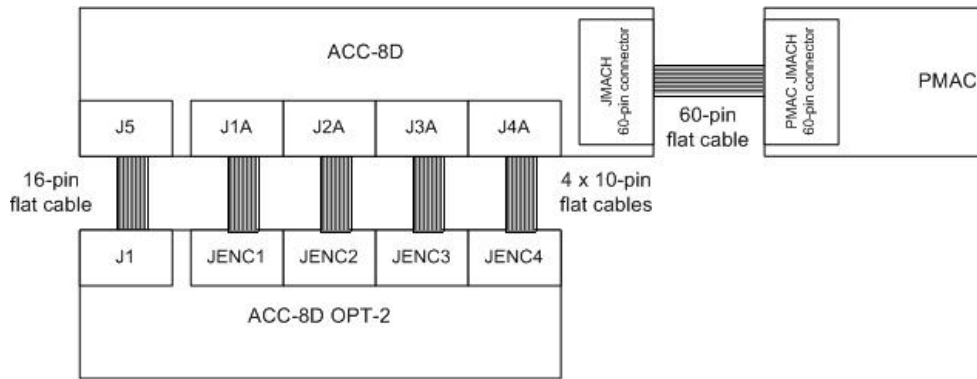 ACC-8D
JMACH
60-pin connector
PMAC JMACH
60-pin connector
PMAC
60-pin
flat cable
J5
J1A
J2A
J3A
J4A
16-pin
flat cable
4 x 10-pin
flat cables
J1
JENC1
JENC2
JENC3
JENC4
ACC-8D OPT-2